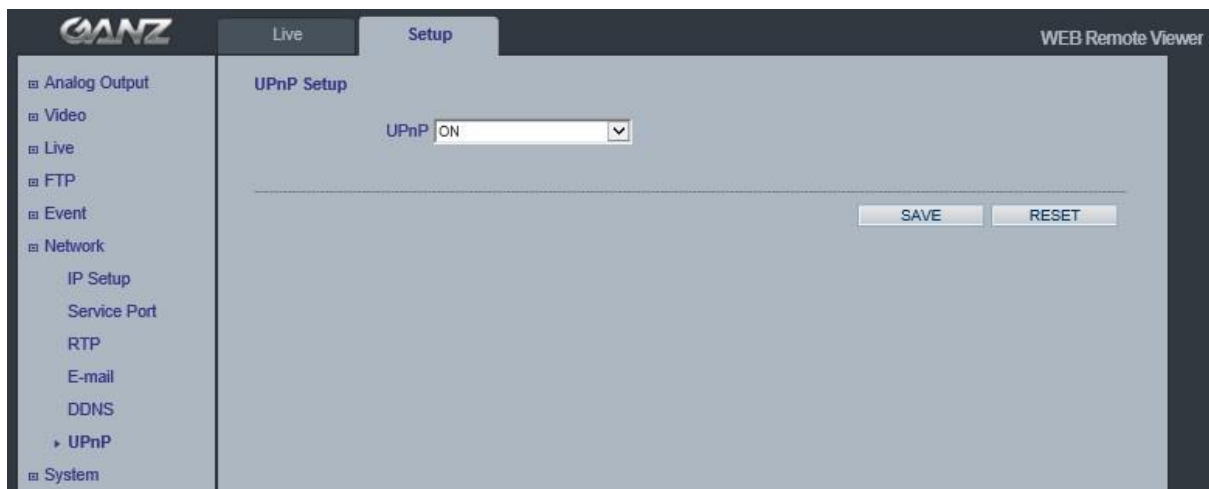 GANZ
Live
Setup
WEB Remote Viewer
Analog Output
Video
Live
FTP
Event
Network
IP Setup
Service Port
RTP
E-mail
DDNS
UPnP
System
UPnP Setup
UPnP ON
SAVE
RESET